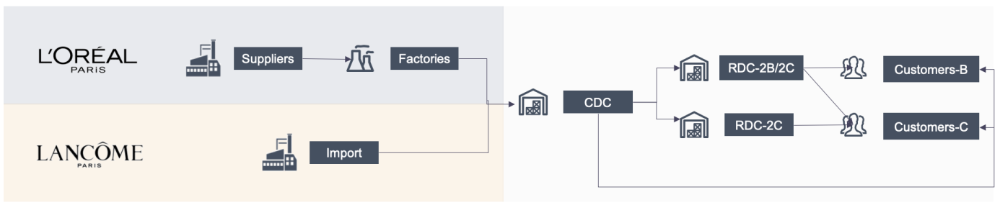 L'ORÉAL
PARiS
Suppliers
Factories
CDC
RDC-2B/2C
Customers-B
RDC-2C
Customers-C
LANCÔME
PARIS
Import